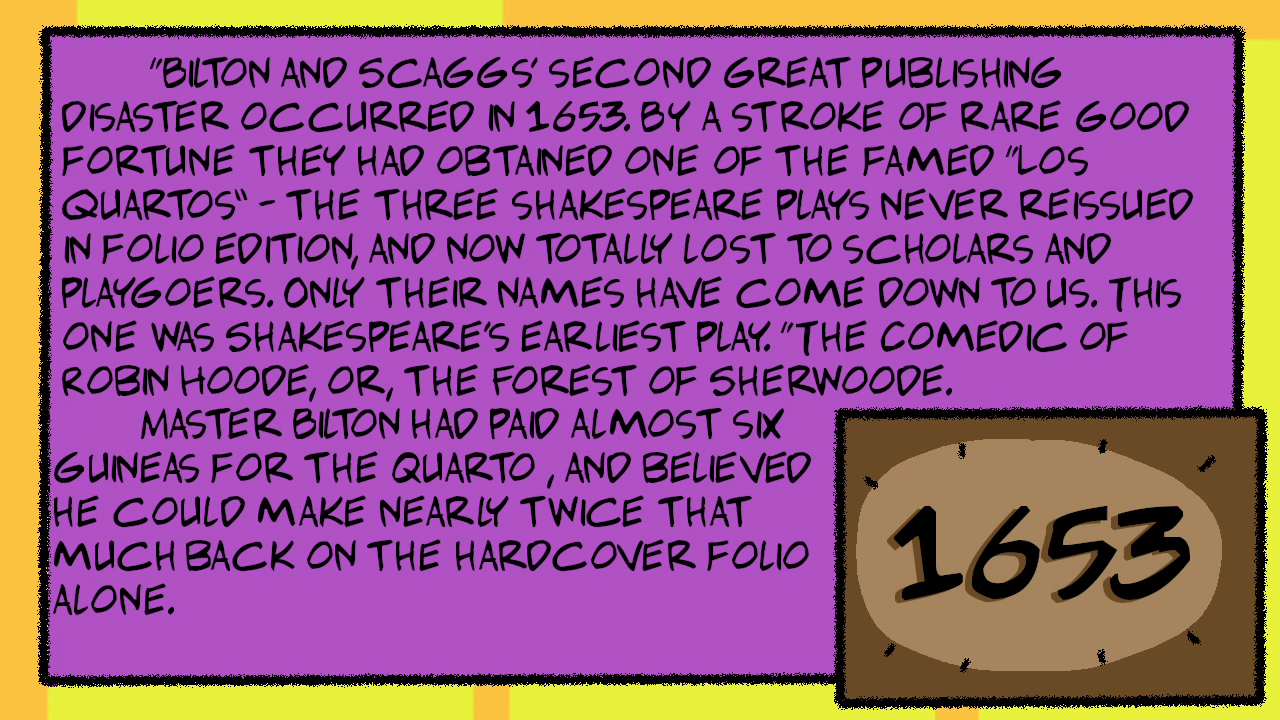 "BILTON AND SCAGGS' SECOND GREAT PUBLISHING
DISASTER OCCURRED IN 1653. BY A STROKE OF RARE GOOD
FORTUNE THEY HAD OBTAINED ONE OF THE FAMED "LOS
QUARTOS" - THE THREE SHAKESPEARE PLAYS NEVER REISSUED
IN FOLIO EDITION, AND NOW TOTALLY LOST TO SCHOLARS AND
PLAYGOERS. ONLY THEIR NAMES HAVE COME DOWN TO US. THIS
ONE WAS SHAKESPEARE'S EARLIEST PLAY. "THE COMEDIC OF
ROBIN HOODE, OR, THE FOREST OF SHERWOODE.
MASTER BILTON HAD PAID ALMOST SIX
GUINEAS FOR THE QUARTO , AND BELIEVED
HE COULD MAKE NEARLY TWICE THAT
MUCH BACK ON THE HARDCOVER FOLIO
ALONE.
1653